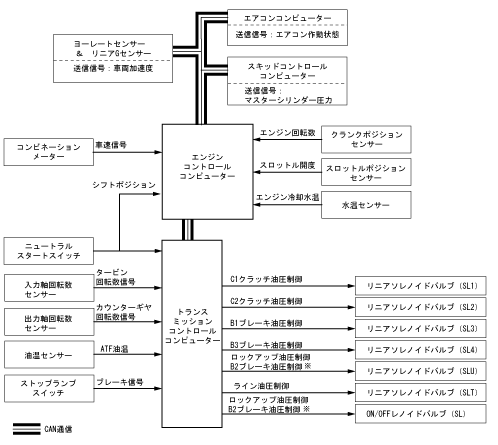 エアコンコンピューター
送信信号：エアコン作動状態
ヨーレートセンサー
& リニアGセンサー
送信信号：車両加速度
スキッドコントロール
コンピューター
送信信号：
マスターシリンダー圧力
コンビネーション
メーター
車速信号
シフトポジション
エンジン
コントロール
コンピューター
エンジン回転数
クランクポジション
センサー
スロットル開度
スロットルポジション
センサー
エンジン冷却水温
水温センサー
ニュートラル
スタートスイッチ
入力軸回転数
センサー
タービン
回転数信号
出力軸回転数
センサー
カウンターギヤ
回転数信号
油温センサー
ATF油温
ストップランプ
スイッチ
ブレーキ信号
トランス
ミッション
コントロール
コンピューター
C1クラッチ油圧制御
リニアソレノイドバルブ（SL1）
C2クラッチ油圧制御
リニアソレノイドバルブ（SL2）
B1ブレーキ油圧制御
リニアソレノイドバルブ（SL3）
B3ブレーキ油圧制御
リニアソレノイドバルブ（SL4）
ロックアップ油圧制御
B2ブレーキ油圧制御 ※
リニアソレノイドバルブ（SLU）
ライン油圧制御
リニアソレノイドバルブ（SLT）
ロックアップ油圧制御
B2ブレーキ油圧制御 ※
ON/OFFレノイドバルブ（SL）
CAN通信